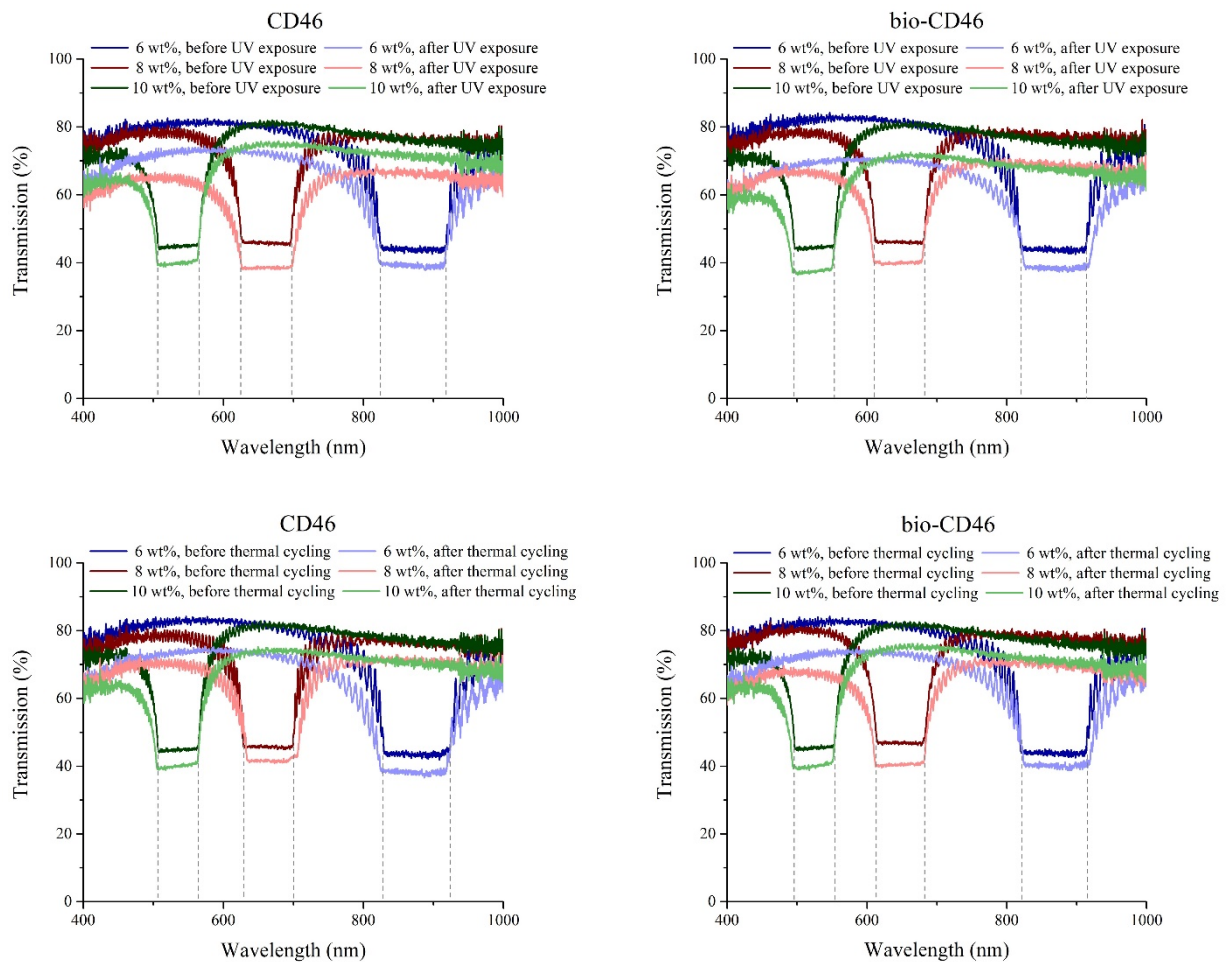 CD46
6 wt%, before UV exposure 6 wt%, after UV exposure
8 wt%, before UV exposure 8 wt%, after UV exposure
10 wt%, before UV exposure 10 wt%, after UV exposure
100
80
60
40
20
0
Transmission (%)
400 600 800 1000
Wavelength (nm)
bio-CD46
6 wt%, before UV exposure 6 wt%, after UV exposure
8 wt%, before UV exposure 8 wt%, after UV exposure
10 wt%, before UV exposure 10 wt%, after UV exposure
100
80
60
40
20
0
Transmission (%)
400 600 800 1000
Wavelength (nm)
CD46
6 wt%, before thermal cycling 6 wt%, after thermal cycling
8 wt%, before thermal cycling 8 wt%, after thermal cycling
10 wt%, before thermal cycling 10 wt%, after thermal cycling
100
80
60
40
20
0
Transmission (%)
400 600 800 1000
Wavelength (nm)
bio-CD46
6 wt%, before thermal cycling 6 wt%, after thermal cycling
8 wt%, before thermal cycling 8 wt%, after thermal cycling
10 wt%, before thermal cycling 10 wt%, after thermal cycling
100
80
60
40
20
0
Transmission (%)
400 600 800 1000
Wavelength (nm)